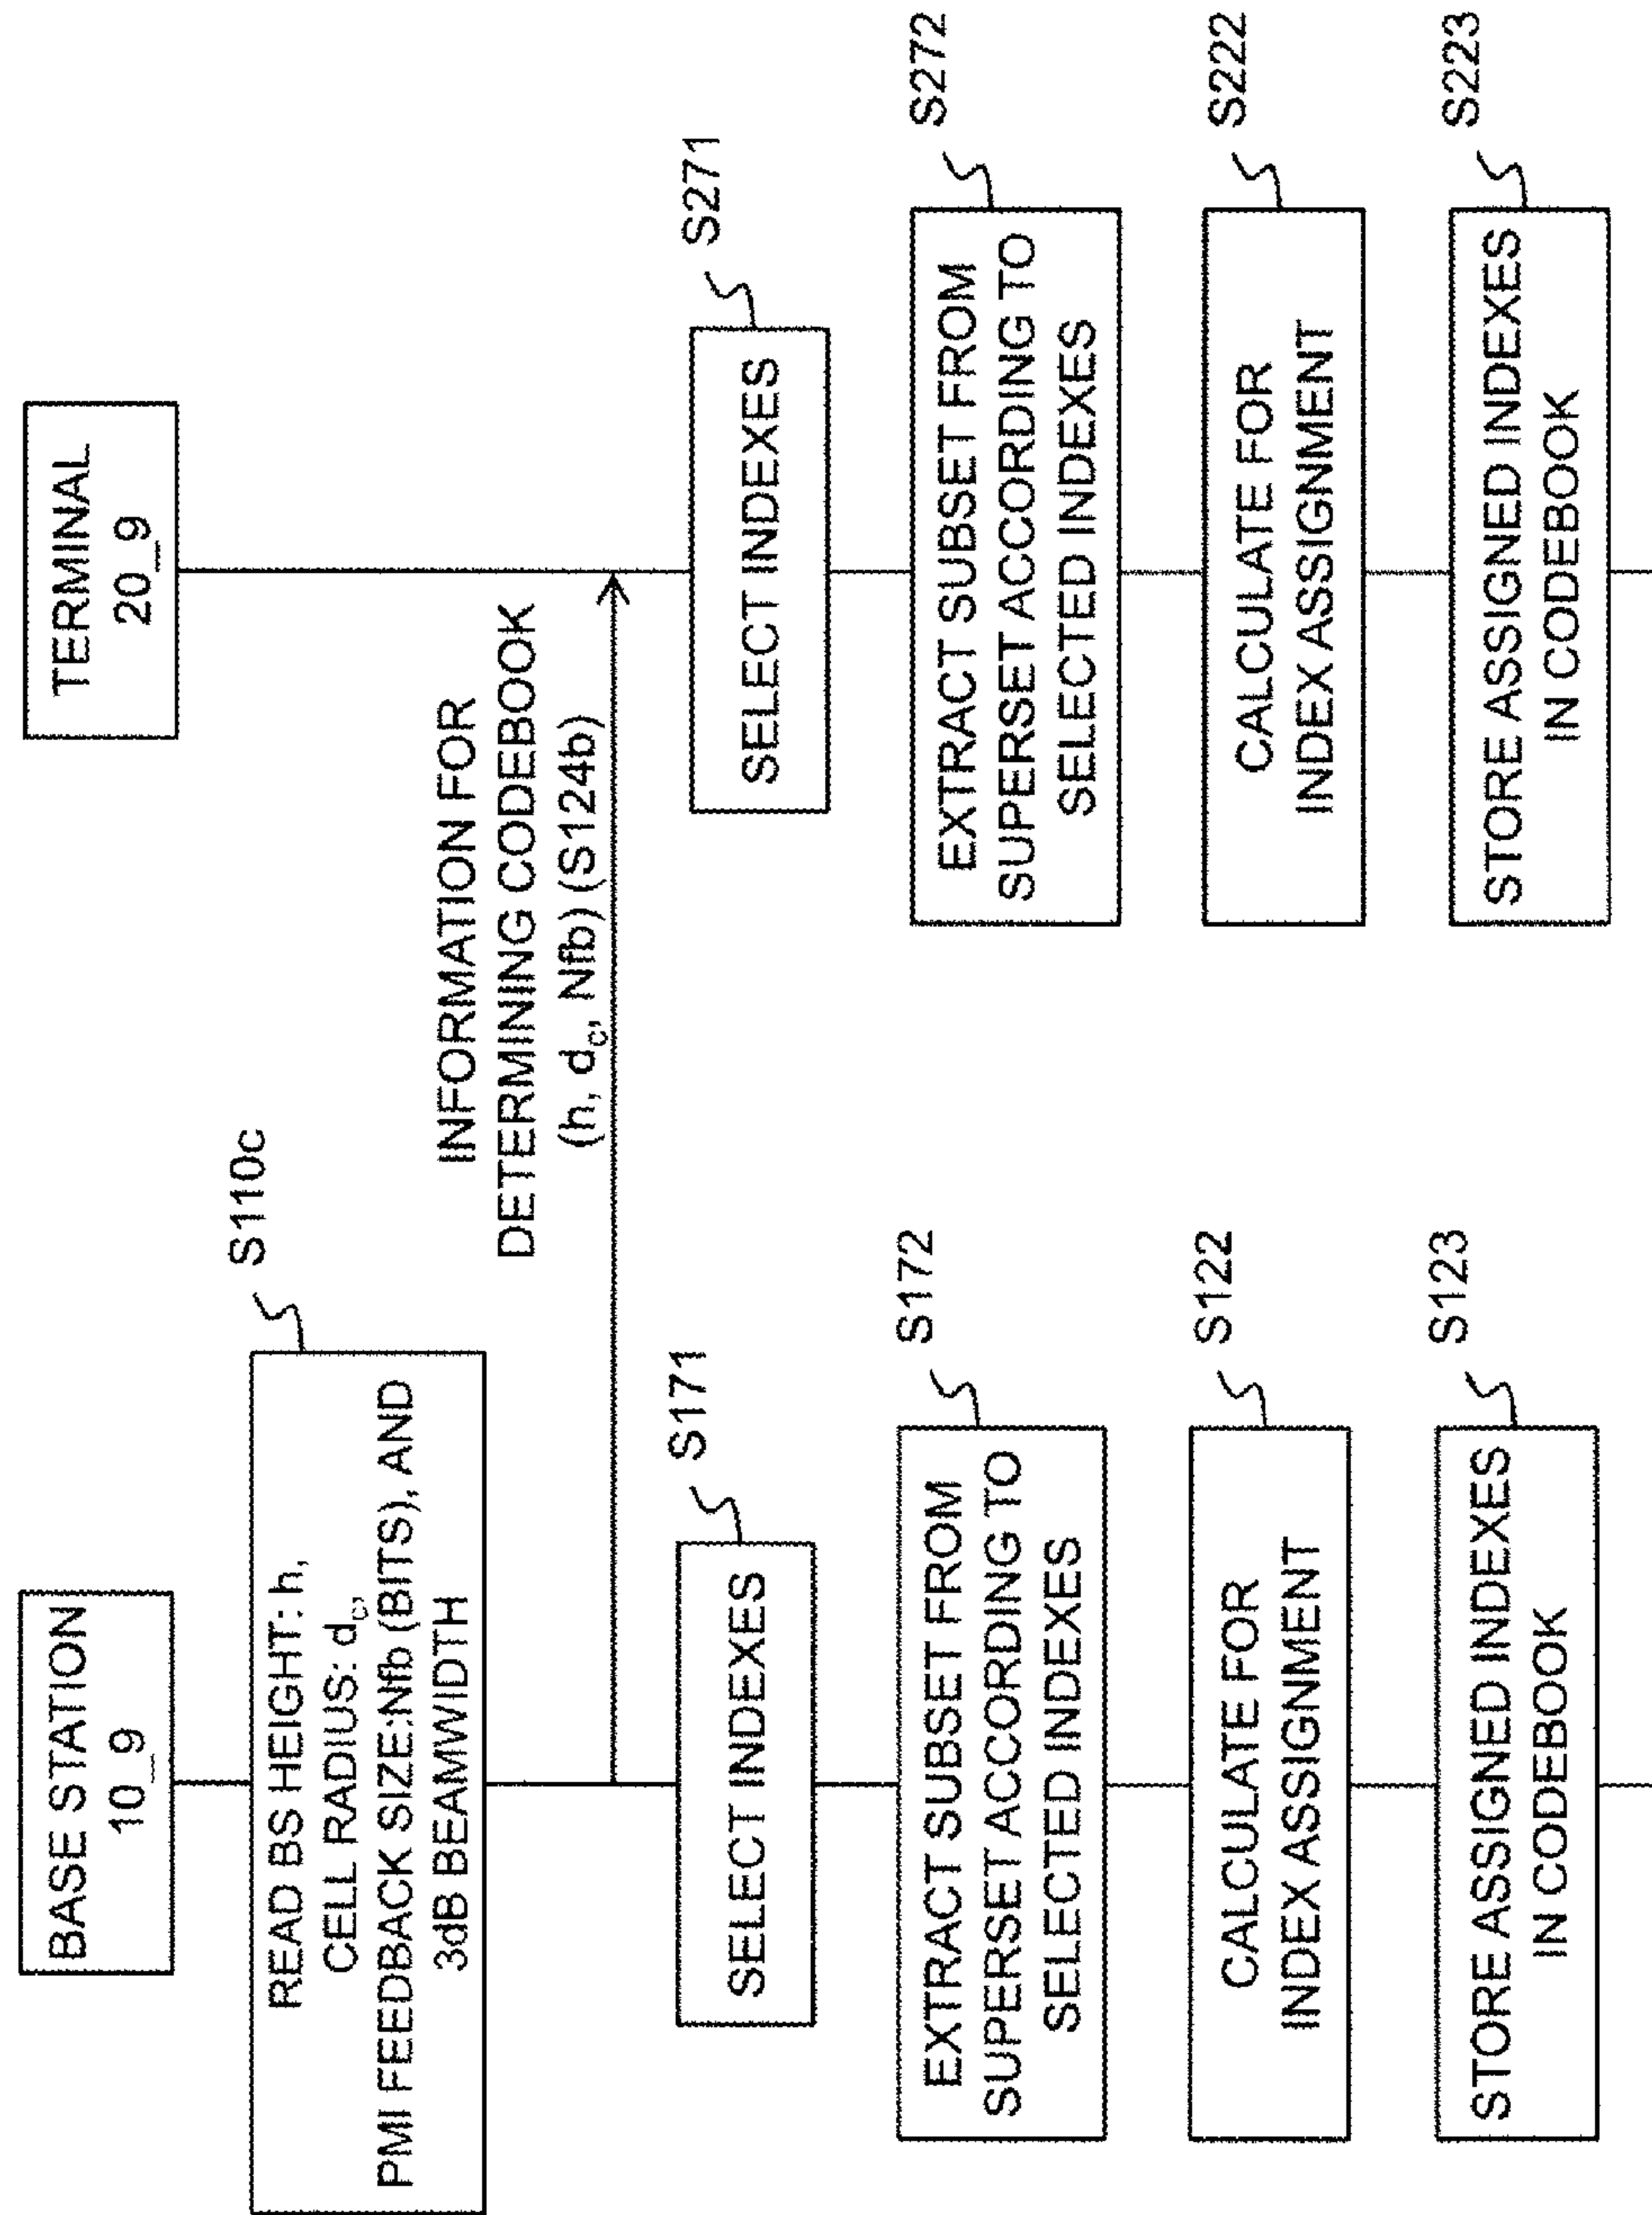 BASE STATION
10_9
TERMINAL
20_9
S110c
READ BS HEIGHT: h,
CELL RADIUS: dc,
PMI FEEDBACK SIZE:Nfb (BITS), AND
3dB BEAMWIDTH
INFORMATION FOR
DETERMINING CODEBOOK
(h, dc, Nfb) (S124b)
S171
SELECT INDEXES
S271
SELECT INDEXES
S172
EXTRACT SUBSET FROM
SUPERSET ACCORDING TO
SELECTED INDEXES
S272
EXTRACT SUBSET FROM
SUPERSET ACCORDING TO
SELECTED INDEXES
S122
CALCULATE FOR
INDEX ASSIGNMENT
S222
CALCULATE FOR
INDEX ASSIGNMENT
S123
STORE ASSIGNED INDEXES
IN CODEBOOK
S223
STORE ASSIGNED INDEXES
IN CODEBOOK